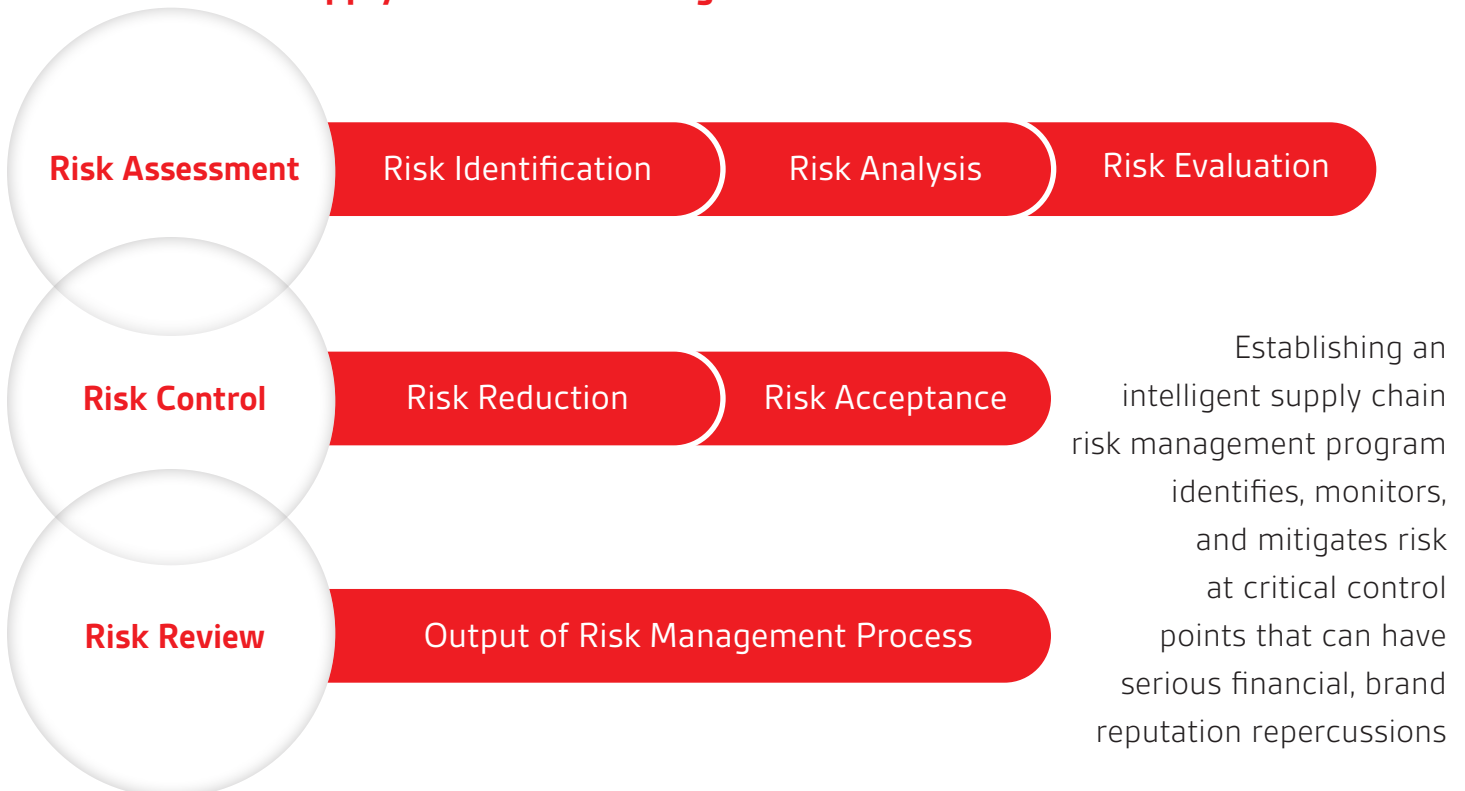 Risk Assessment
Risk Identification
Risk Analysis
Risk Evaluation
Risk Control
Risk Reduction
Risk Acceptance
Risk Review
Output of Risk Management Process
Establishing an
intelligent supply chain
risk management program
identifies, monitors,
and mitigates risk
at critical control
points that can have
serious financial, brand
reputation repercussions